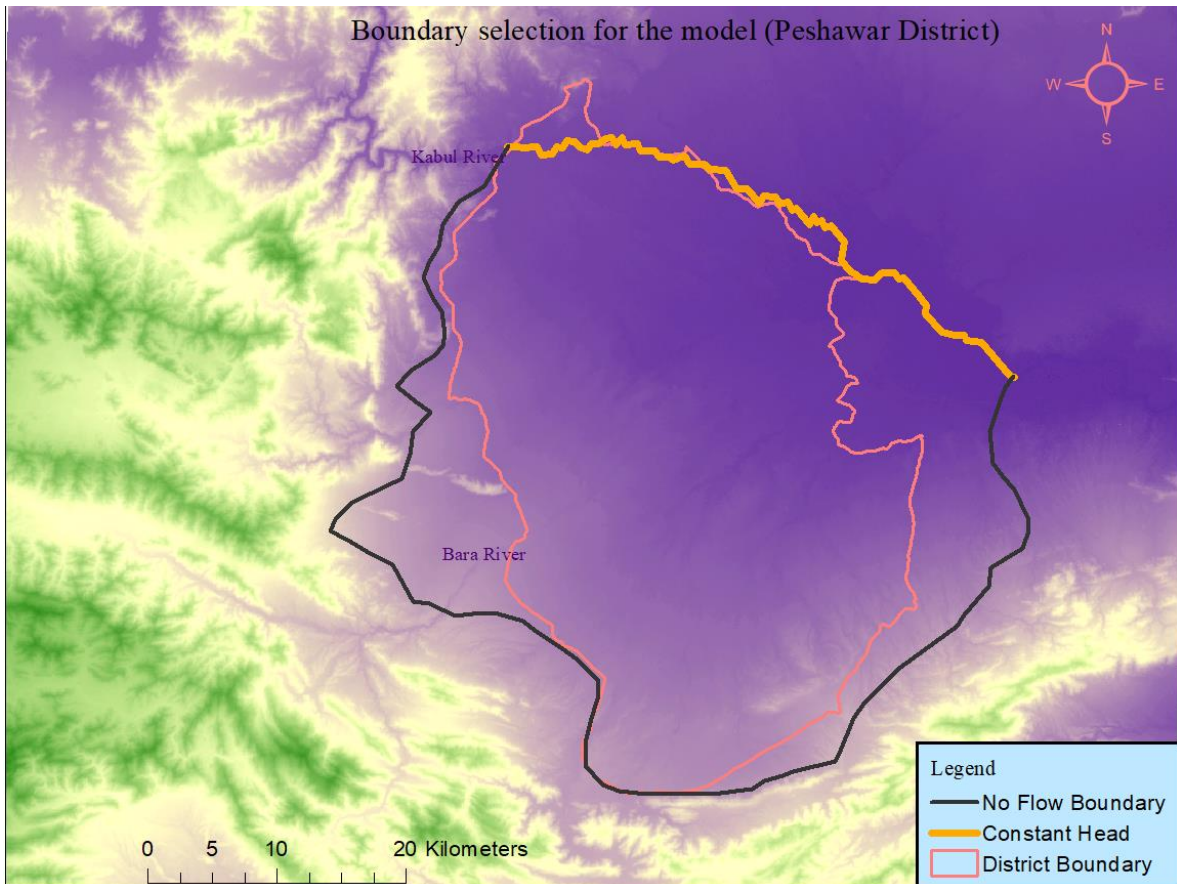 Boundary selection for the model (Peshawar District)
N
W E
S
Kabul River
Bara River
Legend
No Flow Boundary
Constant Head
District Boundary
0 5 10 20 Kilometers